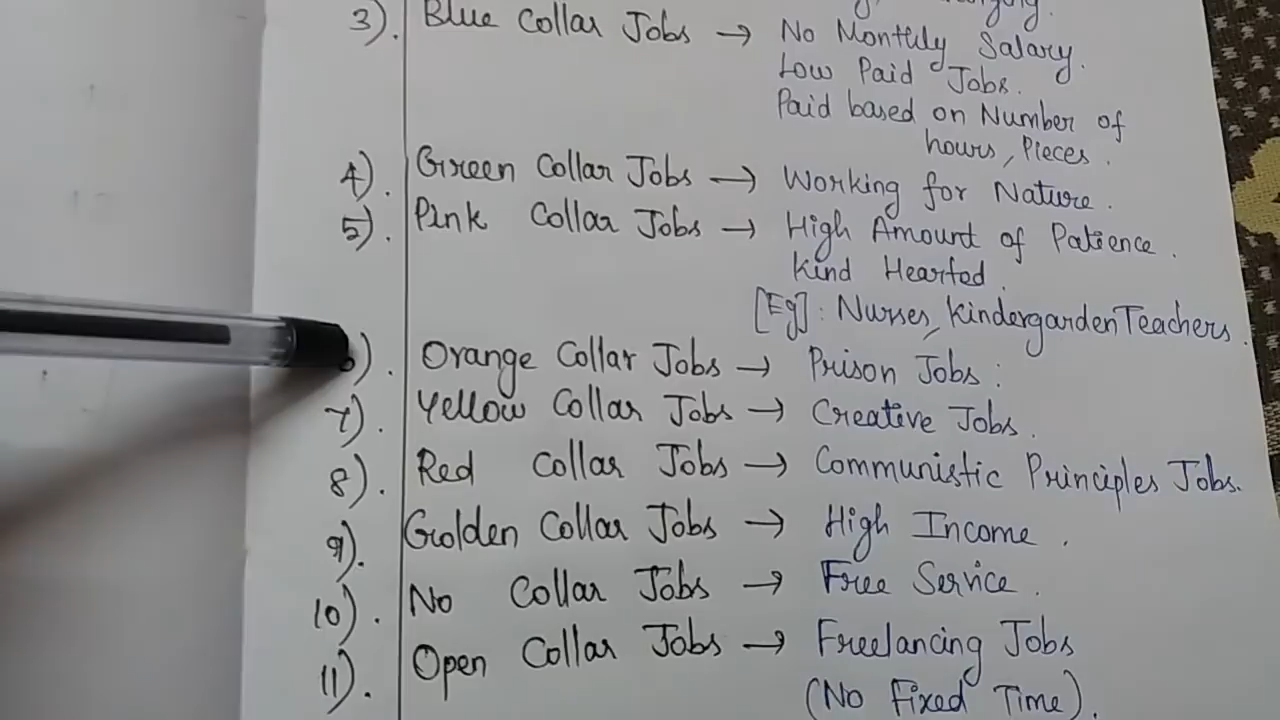 3). Blue Collar Jobs → No Monthly Salary.
Low Paid Jobs.
Paid based on Number of
hours, Pieces.
4). Green Collar Jobs → Working for Nature.
5). Pink Collar Jobs → High Amount of Patience.
Kind Hearted.
[Eg]: Nurses, Kindergarden Teachers.
). Orange Collar Jobs → Prison Jobs:
7). Yellow Collar Jobs → Creative Jobs.
8). Red Collar Jobs → Communistic Principles Jobs.
9). Golden Collar Jobs → High Income.
10). No Collar Jobs → Free Service.
11). Open Collar Jobs → Freelancing Jobs
(No Fixed Time).